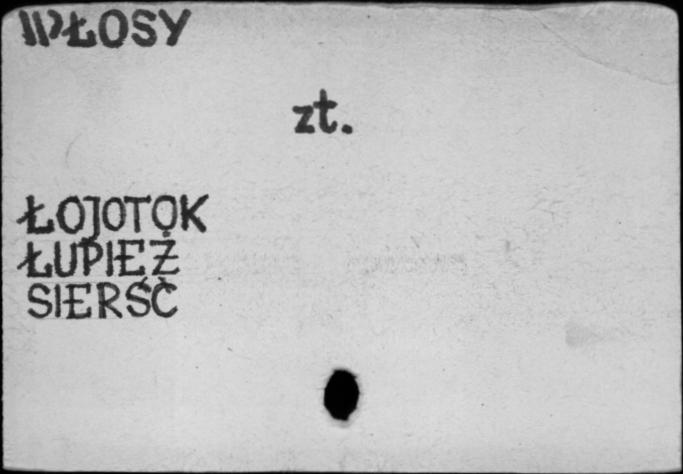 WŁOSY
zt.
ŁOJOTOK
ŁUPIEŻ
SIERŚĆ